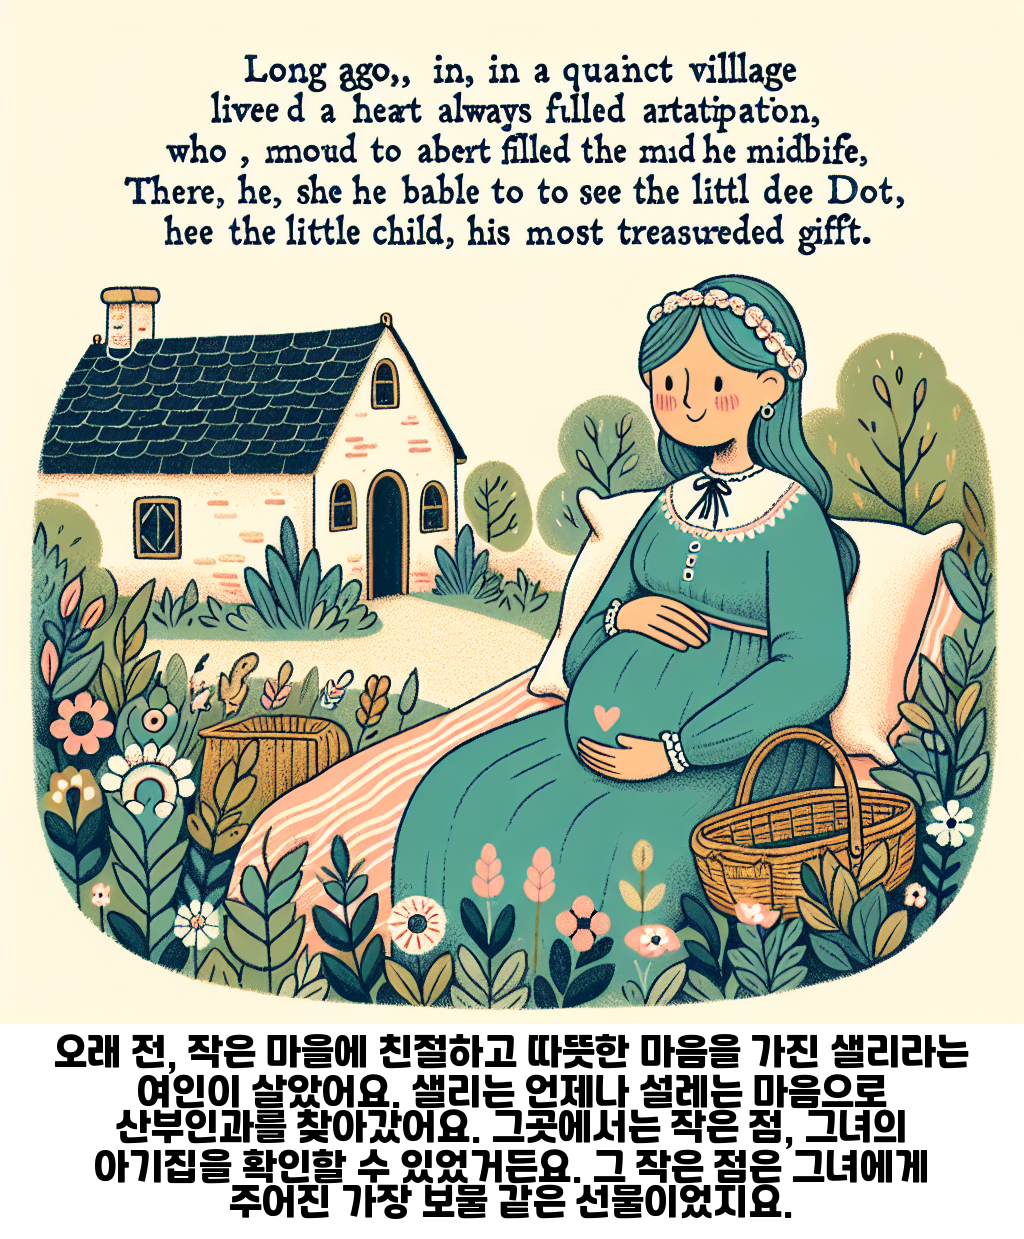 Long ago,, in, in a quainct villlage
livee d a heart always filled artatipation,
who , moud to abert filled the mid he midbife,
There, he, she he bable to to see the littl dee Dot,
hee the little child, his most treasureded gifft.
오래 전, 작은 마을에 친절하고 따뜻한 마음을 가진 샐리라는
여인이 살았어요. 샐리는 언제나 설레는 마음으로
산부인과를 찾아갔어요. 그곳에서는 작은 점, 그녀의
아기집을 확인할 수 있었거든요. 그 작은 점은 그녀에게
주어진 가장 보물 같은 선물이었지요.